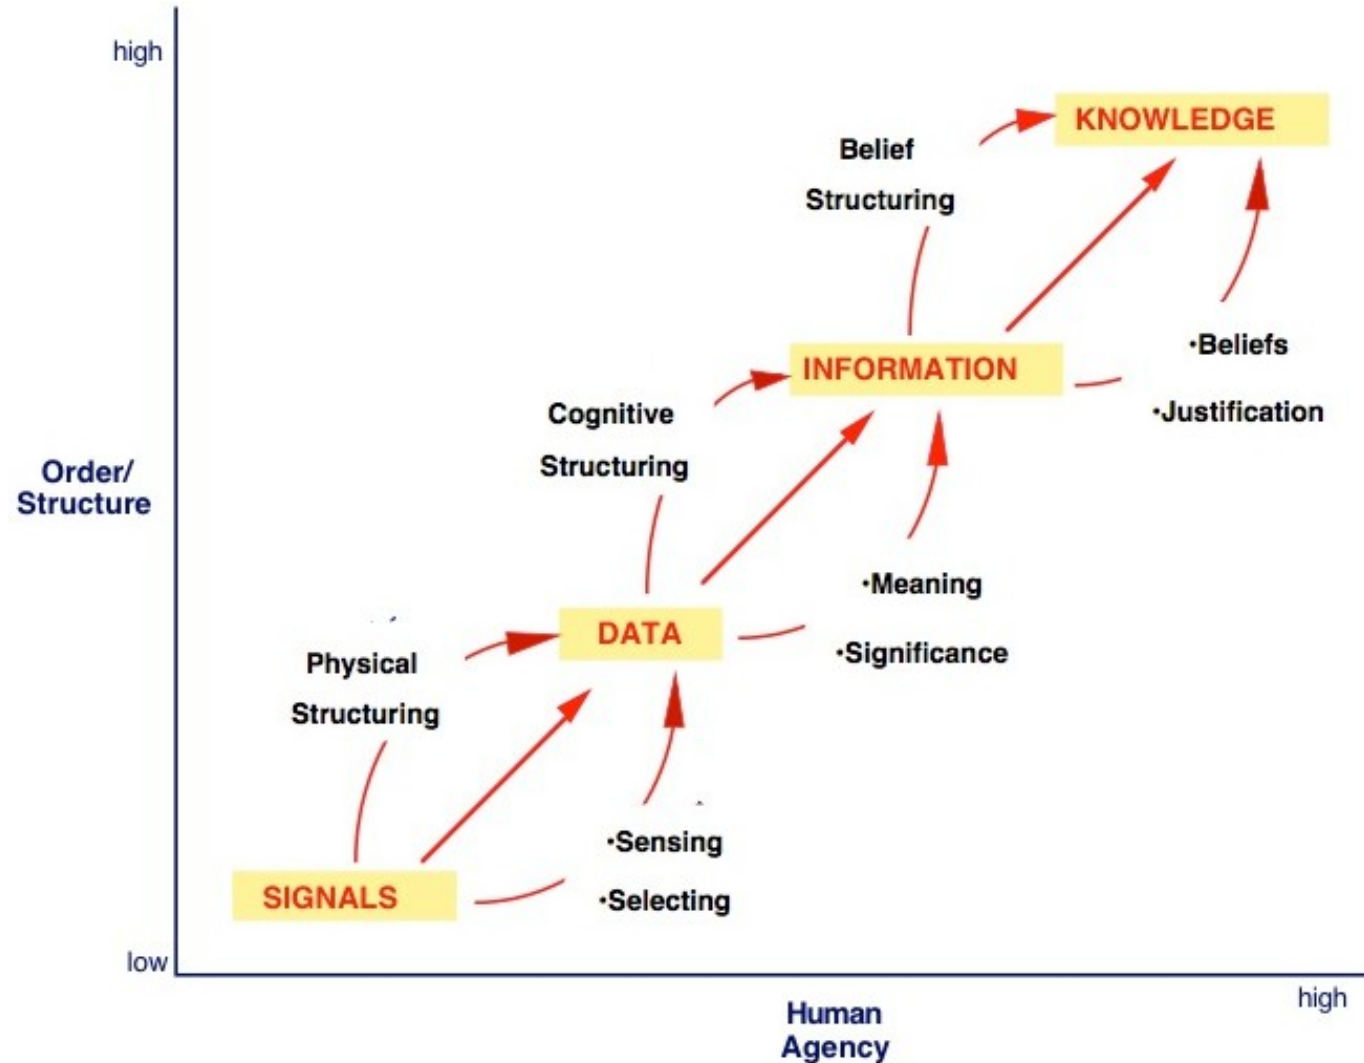 high
KNOWLEDGE
Belief
Structuring
•Beliefs
INFORMATION
•Justification
Cognitive
Structuring
Order/
Structure
•Meaning
DATA
•Significance
Physical
Structuring
•Sensing
SIGNALS
•Selecting
low
high
Human
Agency